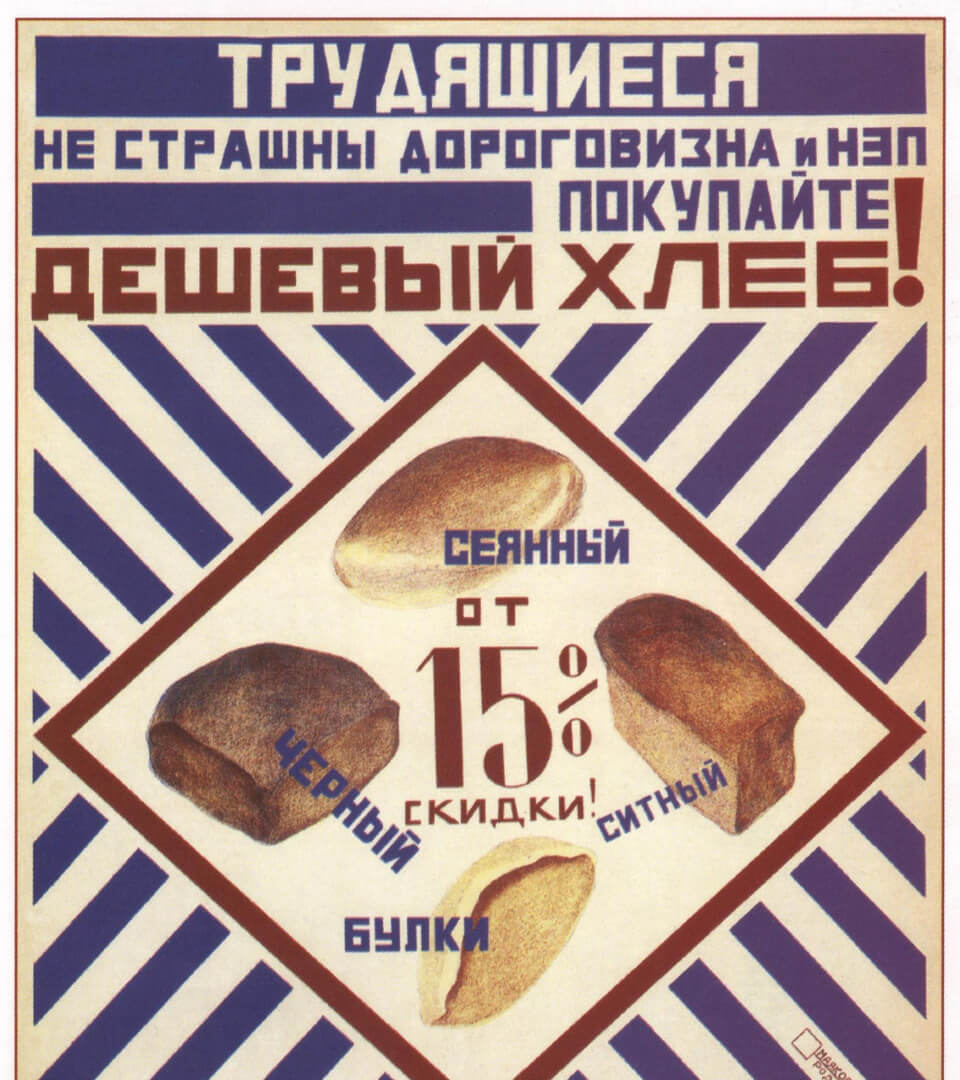 ТРУДЯЩИЕСЯ
НЕ СТРАШНЫ ДОРОГОВИЗНА и НЭП
ПОКУПАЙТЕ
ДЕШЕВЫЙ ХЛЕБ!
СЕЯННЫЙ
ОТ
15%
СКИДКИ!
ЧЕРНЫЙ
СИТНЫЙ
БУЛКИ